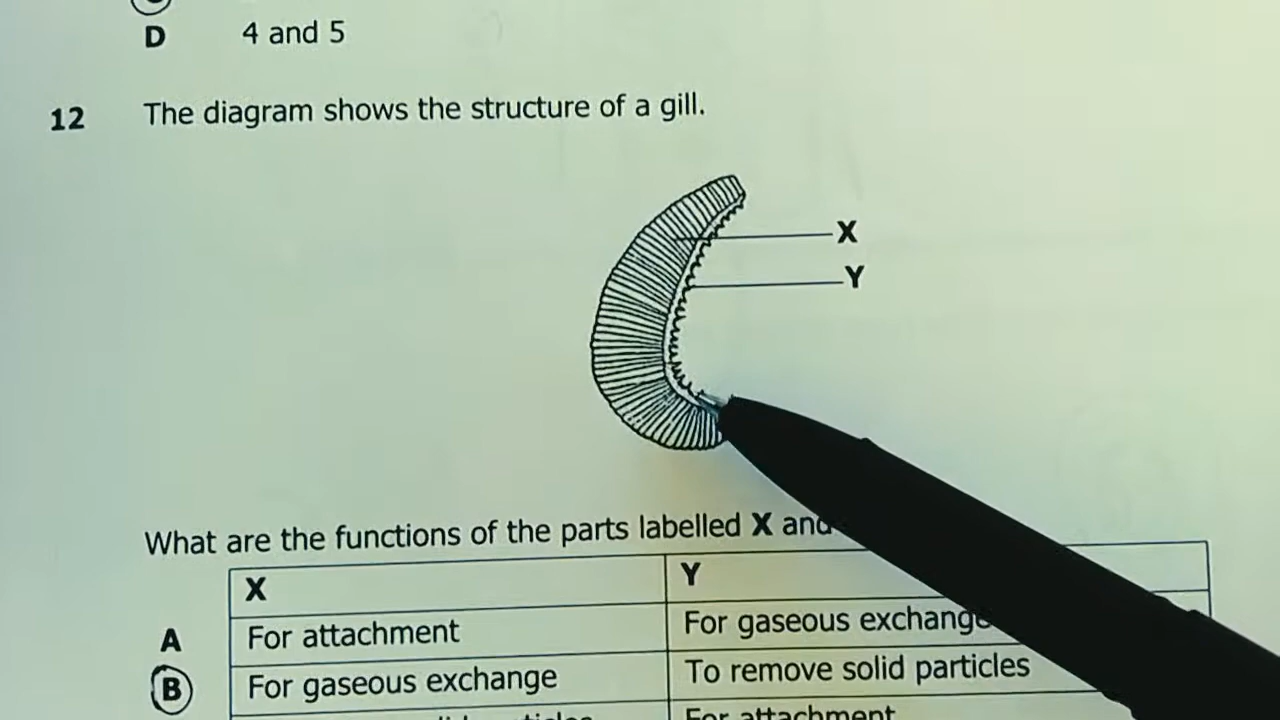 D 4 and 5
12 The diagram shows the structure of a gill.
X
Y
What are the functions of the parts labelled X and
X Y
A For attachment For gaseous exchange
B For gaseous exchange To remove solid particles
For attachment